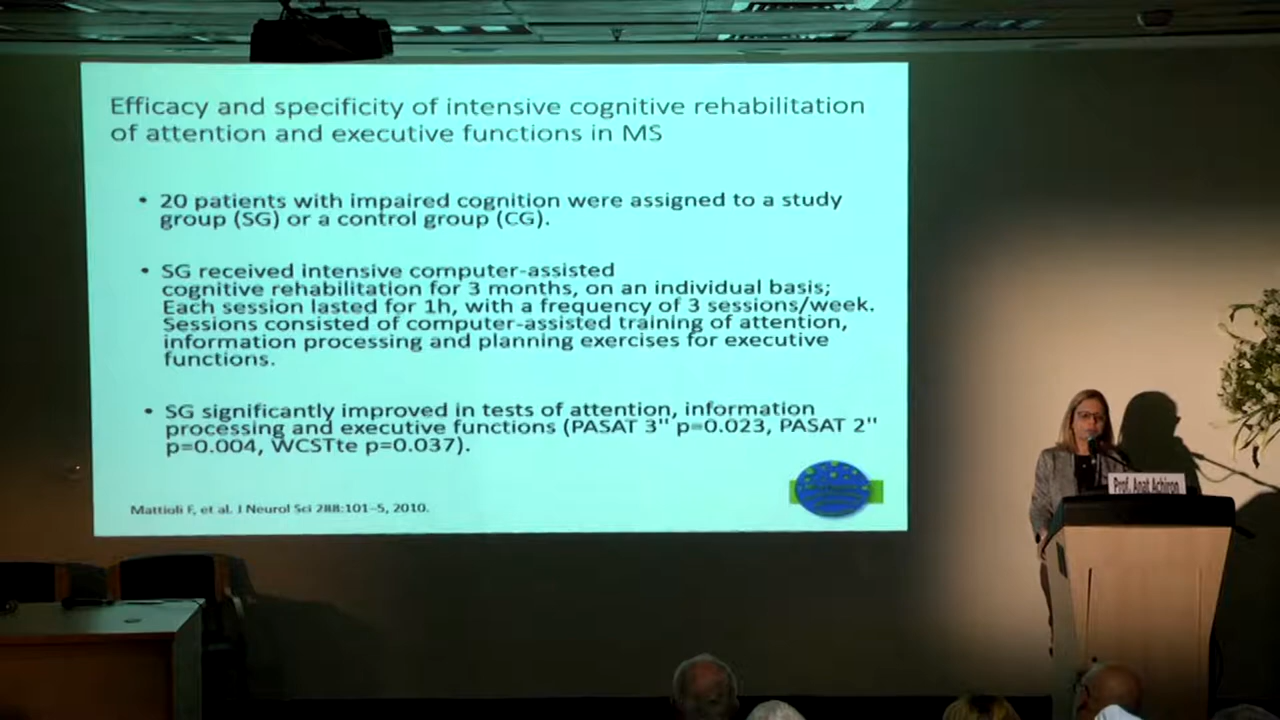 Efficacy and specificity of intensive cognitive rehabilitation
of attention and executive functions in MS
• 20 patients with impaired cognition were assigned to a study
group (SG) or a control group (CG).
• SG received intensive computer-assisted
cognitive rehabilitation for 3 months, on an individual basis;
Each session lasted for 1h, with a frequency of 3 sessions/week.
Sessions consisted of computer-assisted training of attention,
information processing and planning exercises for executive
functions.
• SG significantly improved in tests of attention, information
processing and executive functions (PASAT 3'' p=0.023, PASAT 2''
p=0.004, WCSTte p=0.037).
Mattioli F, et al. J Neurol Sci 288:101–5, 2010.
Prof. Anat Achiron